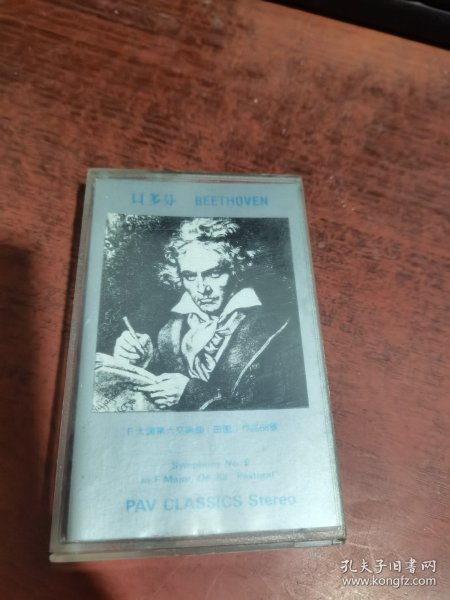 贝多芬 BEETHOVEN
F大调第六交响曲「田园」作品68号
Symphony No. 6
in F Major, Op. 68 "Pastoral"
PAV CLASSICS Stereo
孔夫子旧书网
www.kongfz.com